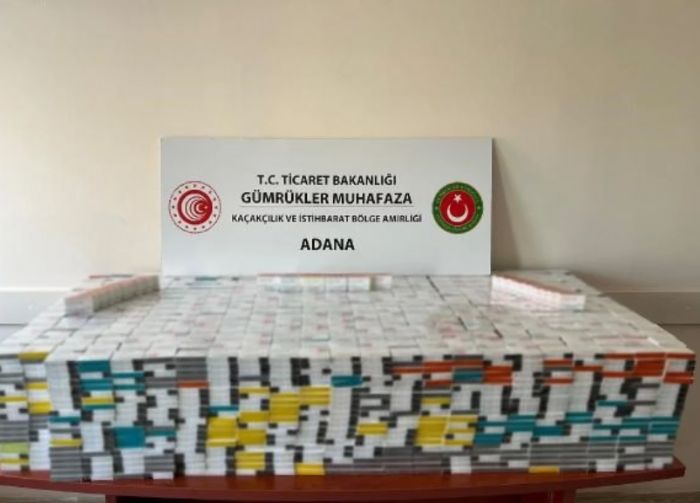 T.C. TİCARET BAKANLIĞI
GÜMRÜKLER MUHAFAZA
KAÇAKÇILIK VE İSTİHBARAT BÖLGE AMİRLİĞİ
ADANA